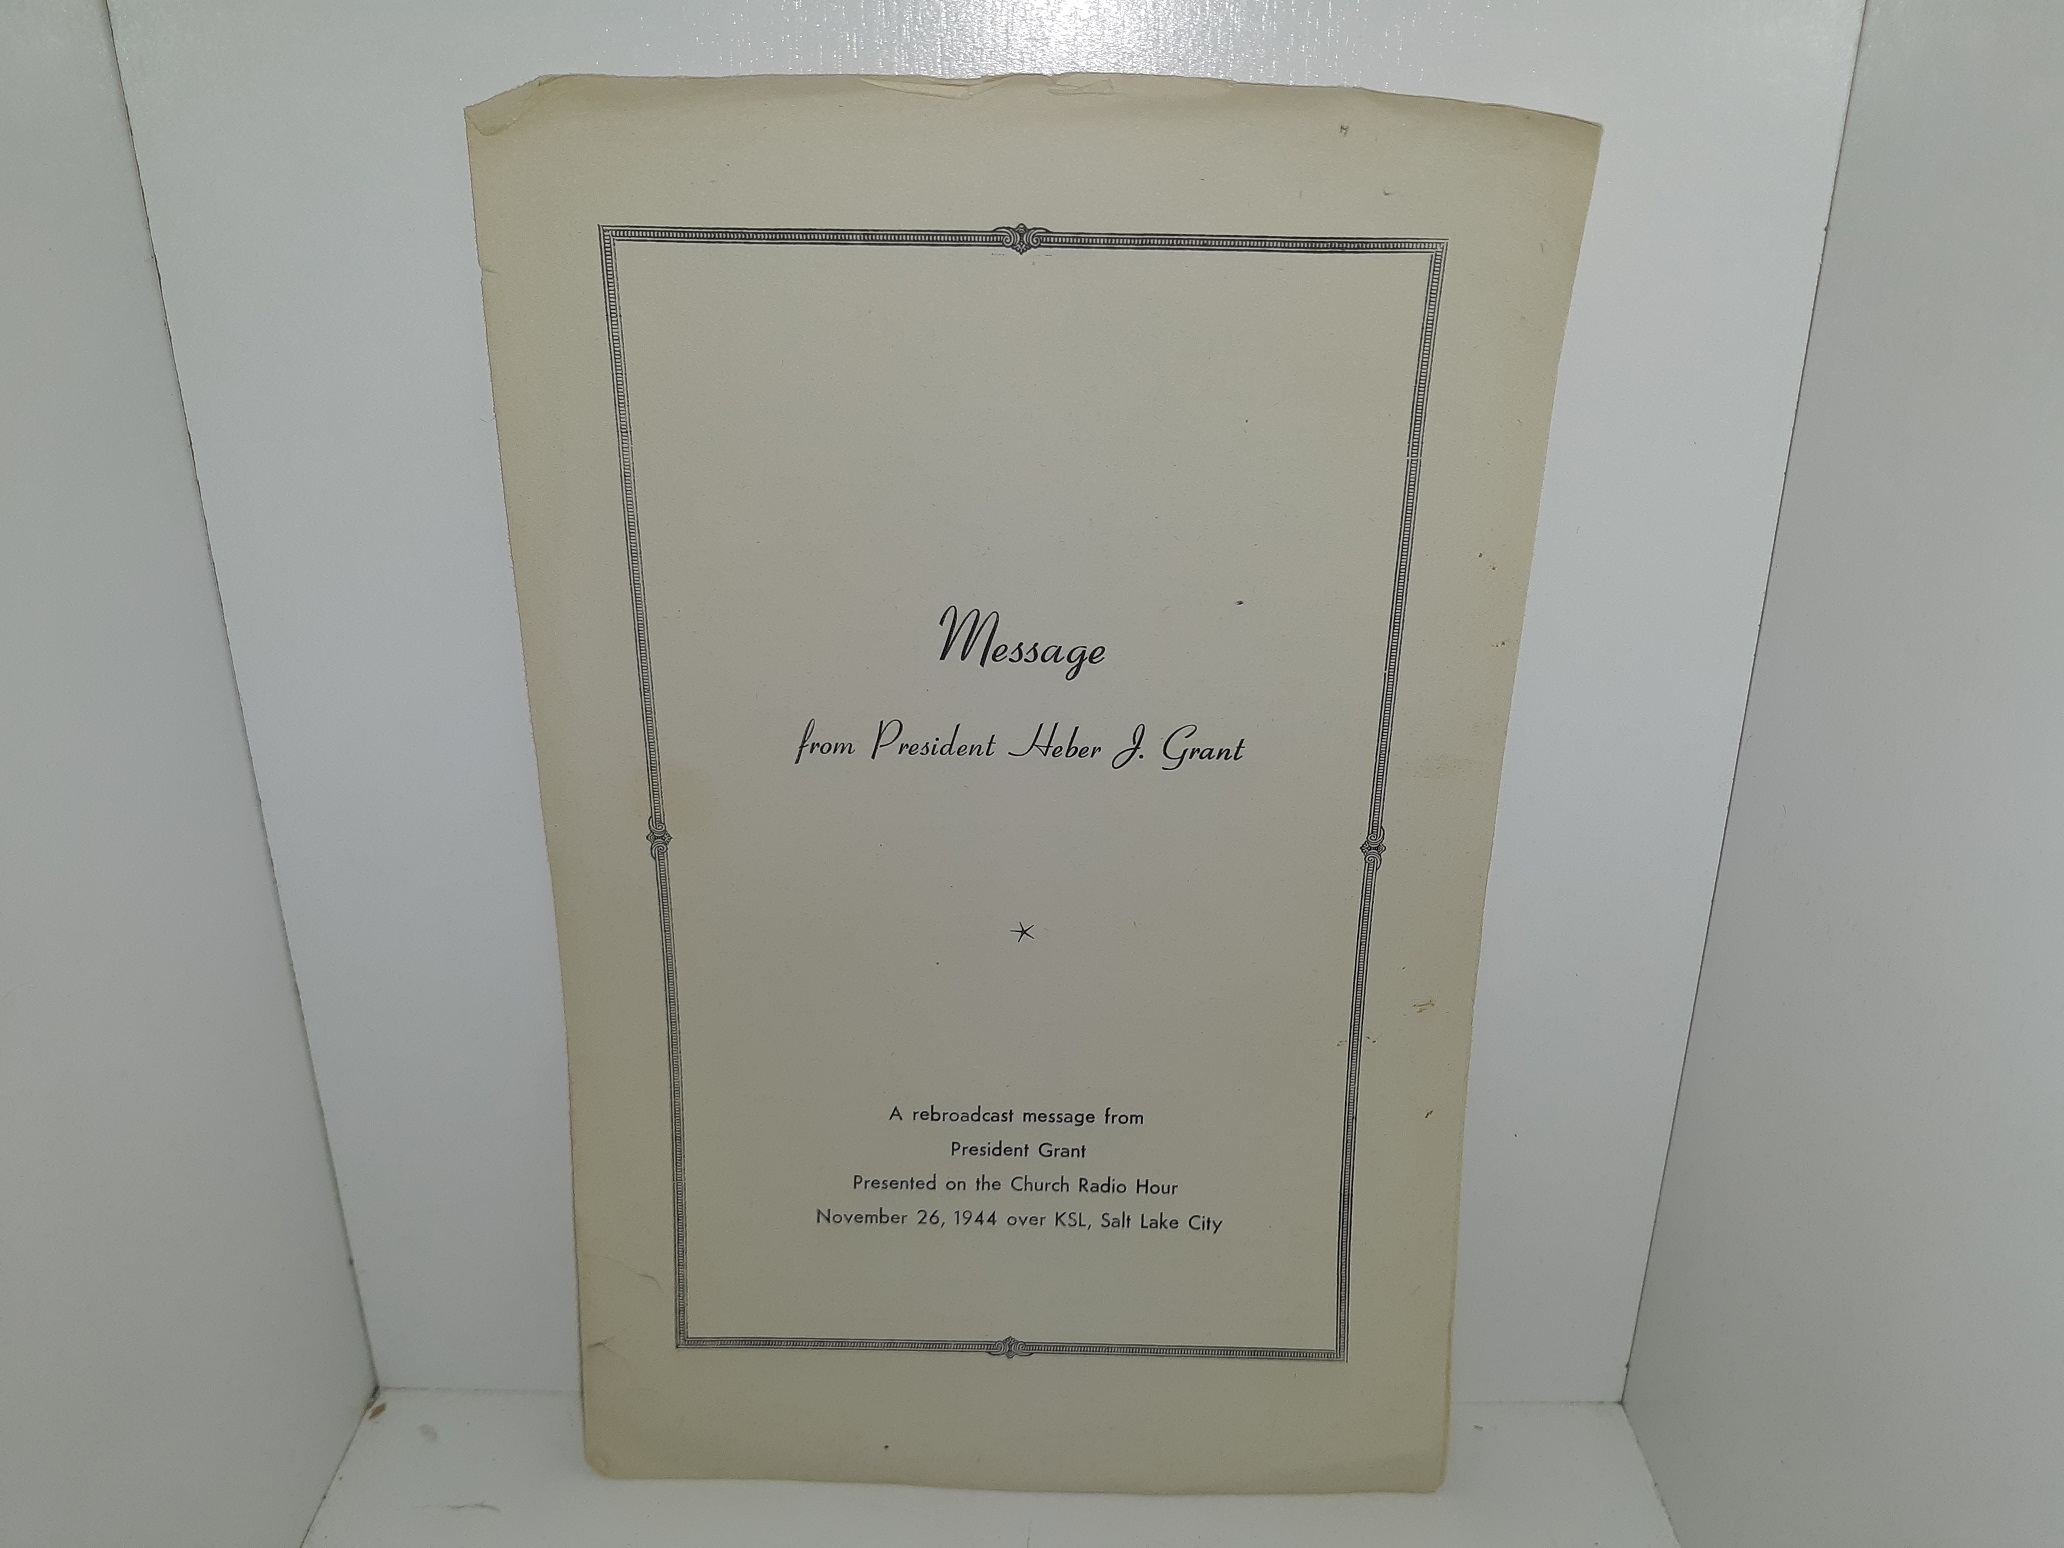 Message
from President Heber J. Grant
A rebroadcast message from
President Grant
Presented on the Church Radio Hour
November 26, 1944 over KSL, Salt Lake City